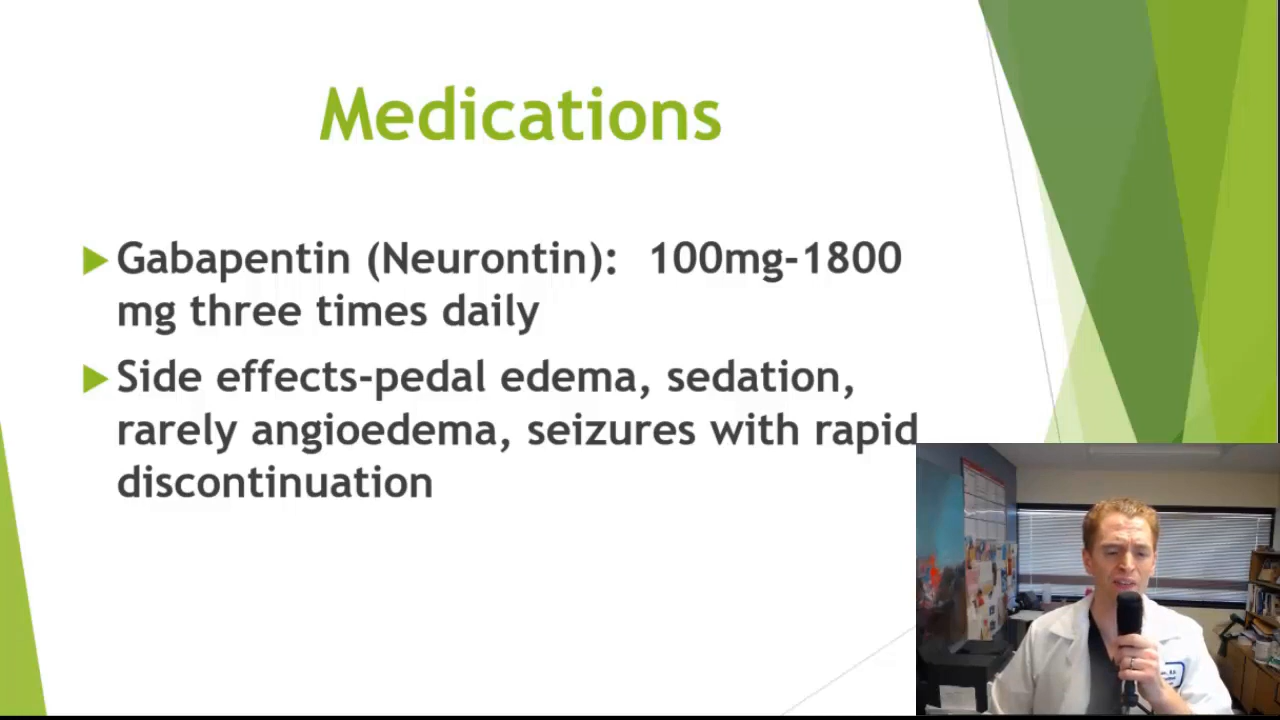 Medications
Gabapentin (Neurontin): 100mg-1800
mg three times daily
Side effects-pedal edema, sedation,
rarely angioedema, seizures with rapid
discontinuation